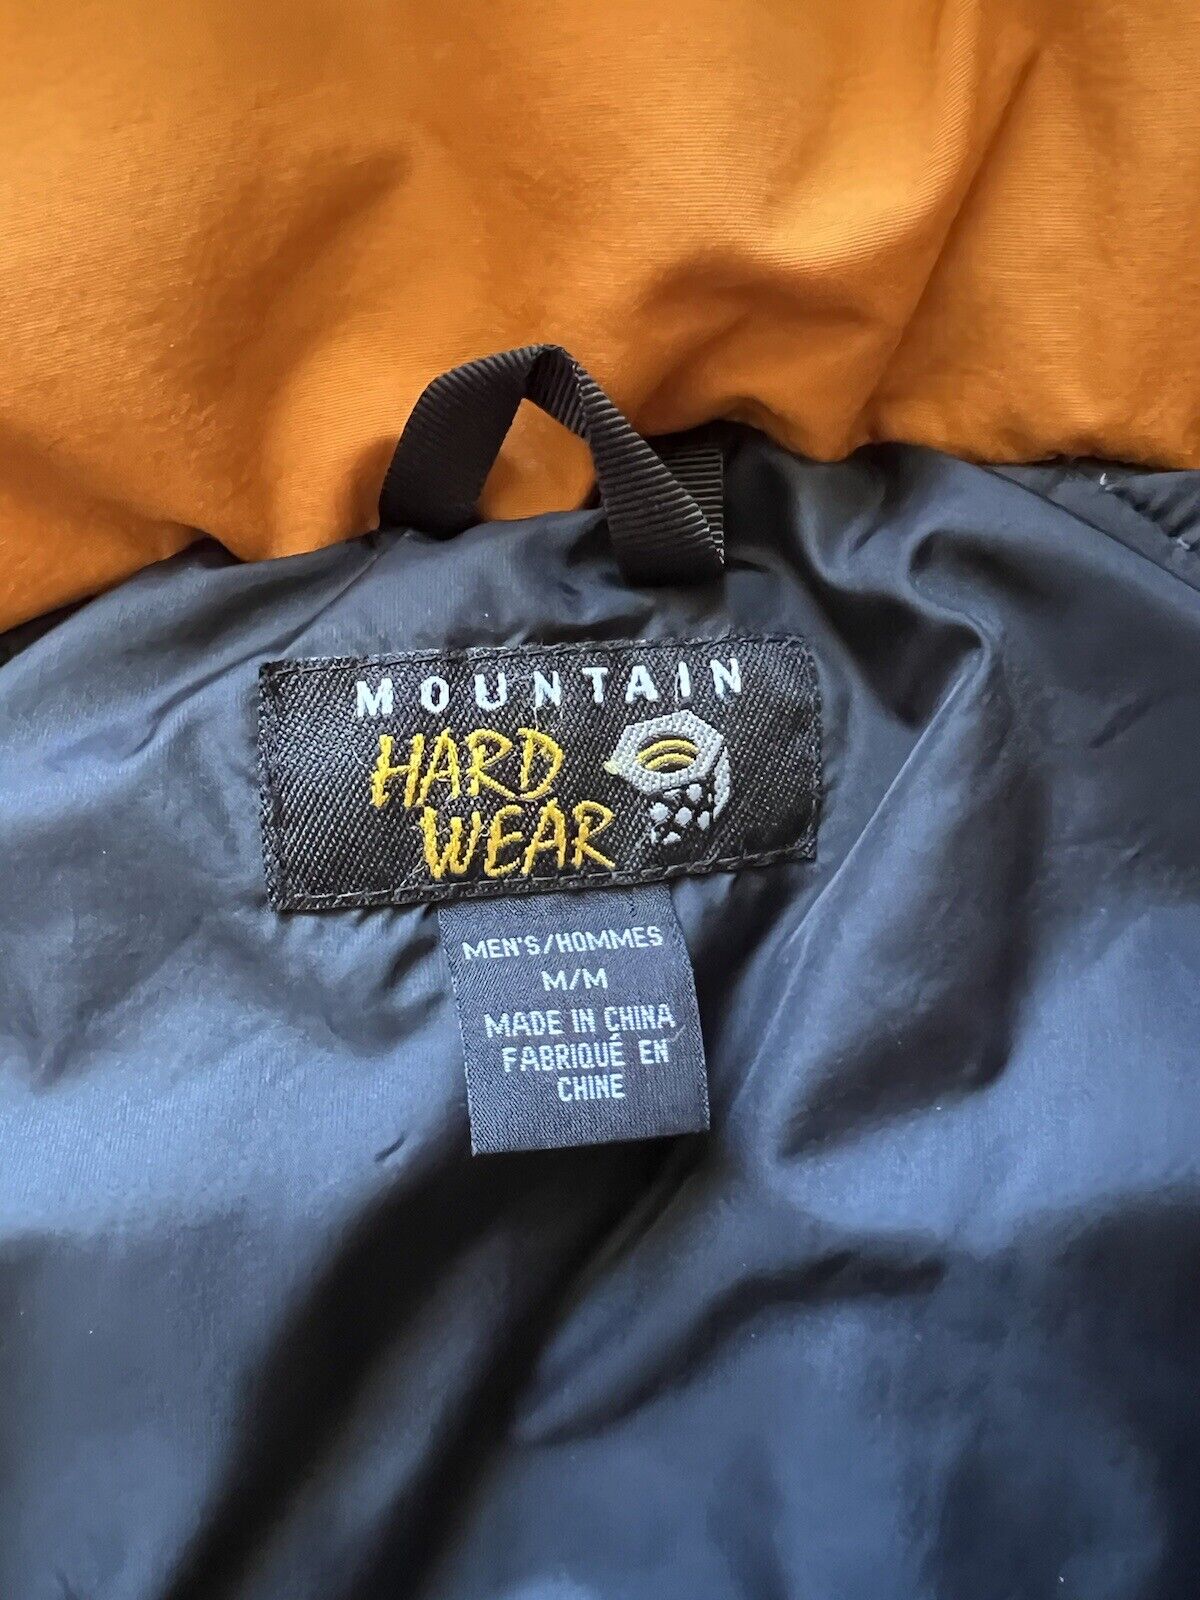 MOUNTAIN
HARD
WEAR
MEN'S/HOMMES
M/M
MADE IN CHINA
FABRIQUÉ EN
CHINE